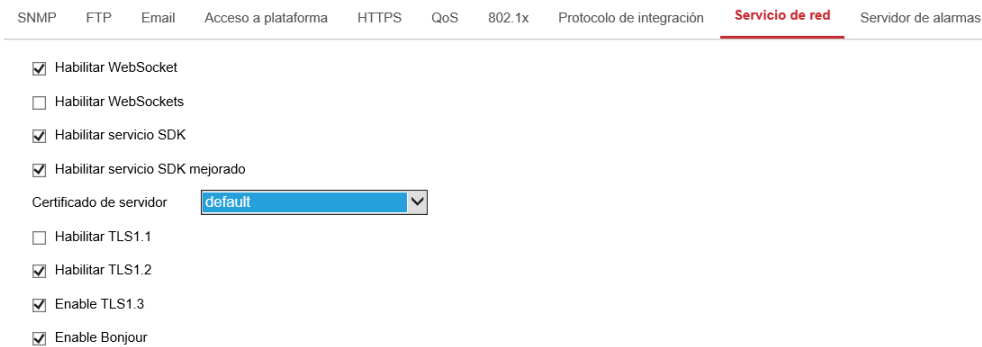 SNMP FTP Email Acceso a plataforma HTTPS QoS 802.1x Protocolo de integración Servicio de red Servidor de alarmas
Habilitar WebSocket
Habilitar WebSockets
Habilitar servicio SDK
Habilitar servicio SDK mejorado
Certificado de servidor default
Habilitar TLS1.1
Habilitar TLS1.2
Enable TLS1.3
Enable Bonjour